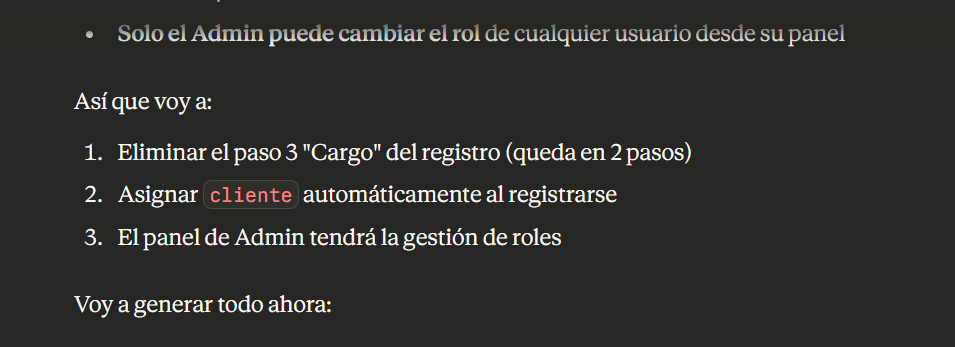 • Solo el Admin puede cambiar el rol de cualquier usuario desde su panel
Así que voy a:
1. Eliminar el paso 3 "Cargo" del registro (queda en 2 pasos)
2. Asignar cliente automáticamente al registrarse
3. El panel de Admin tendrá la gestión de roles
Voy a generar todo ahora: